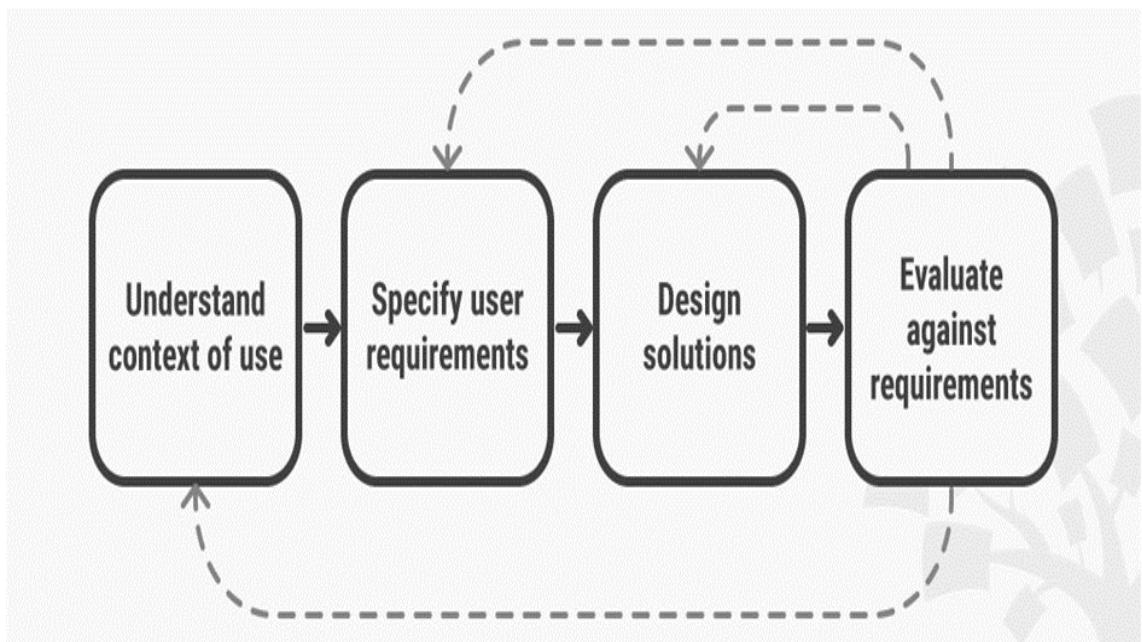 Understand
context of use
Specify user
requirements
Design
solutions
Evaluate
against
requirements